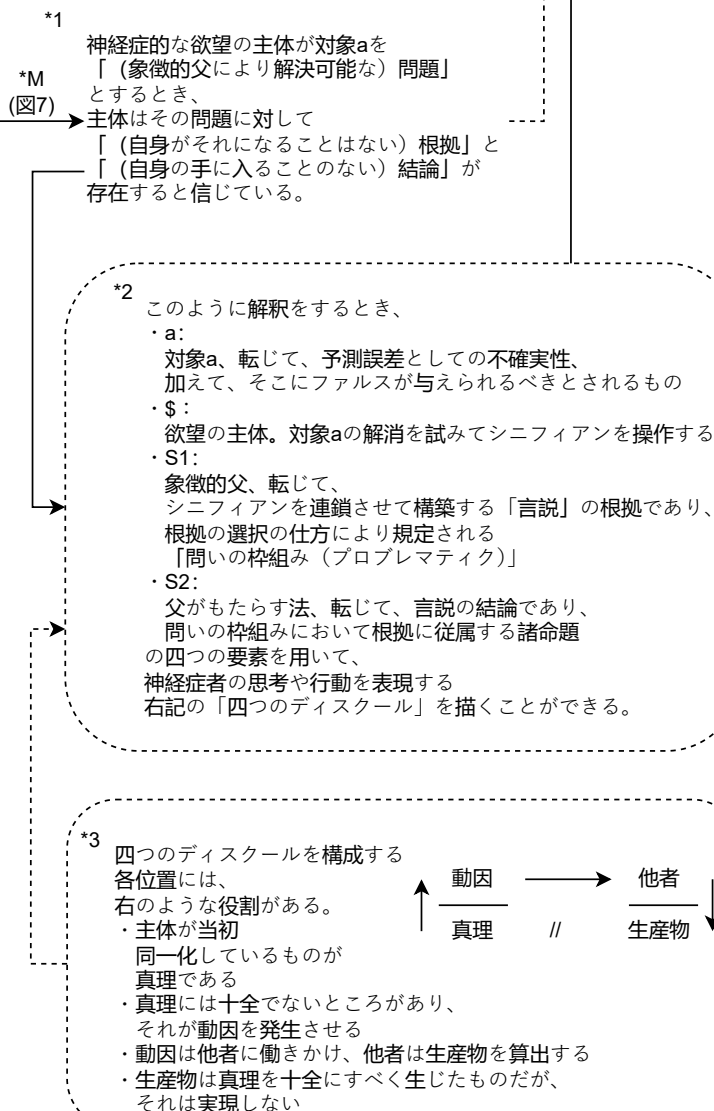 *1
神経症的な欲望の主体が対象aを
「（象徴的父により解決可能な）問題」
とするとき、
*M
(図7)
主体はその問題に対して
「（自身がそれになることはない）根拠」と
「（自身の手に入ることのない）結論」が
存在すると信じている。
*2
このように解釈をするとき、
・a：
対象a、転じて、予測誤差としての不確実性、
加えて、そこにファルスが与えられるべきとされるもの
・$：
欲望の主体。対象aの解消を試みてシニフィアンを操作する
・S1：
象徴的父、転じて、
シニフィアンを連鎖させて構築する「言説」の根拠であり、
根拠の選択の仕方により規定される
「問いの枠組み（プロブレマティク）」
・S2：
父がもたらす法、転じて、言説の結論であり、
問いの枠組みにおいて根拠に従属する諸命題
の四つの要素を用いて、
神経症者の思考や行動を表現する
右記の「四つのディスクール」を描くことができる。
*3
四つのディスクールを構成する
各位置には、
右のような役割がある。
・主体が当初
同一化しているものが
真理である
・真理には十全でないところがあり、
それが動因を発生させる
・動因は他者に働きかけ、他者は生産物を算出する
・生産物は真理を十全にすべく生じたものだが、
それは実現しない
動因 他者
真理 // 生産物